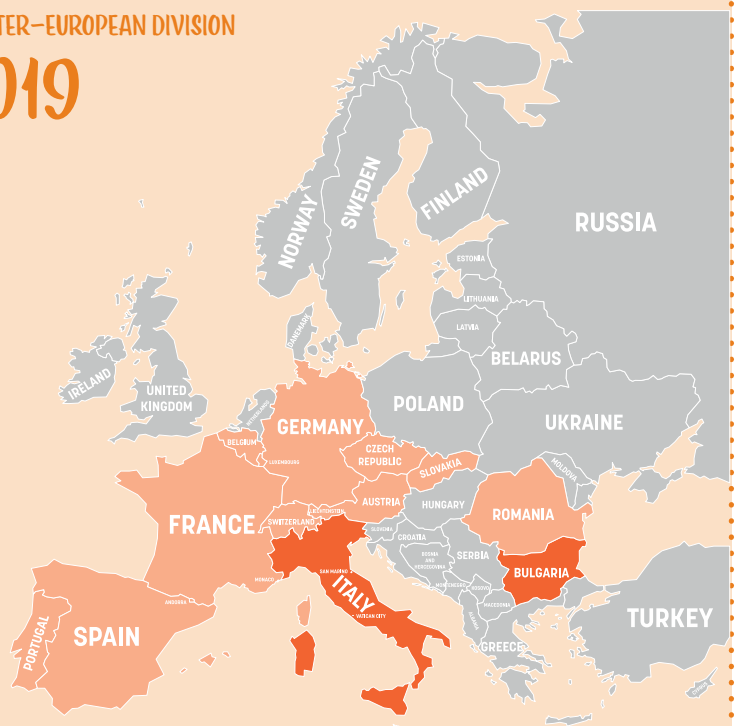 TER-EUROPEAN DIVISION
019
NORWAY
SWEDEN
FINLAND
RUSSIA
ESTONIA
LITHUANIA
LATVIA
DENMARK
BELARUS
IRELAND
UNITED
KINGDOM
NETHERLANDS
POLAND
GERMANY
UKRAINE
BELGIUM
LUXEMBOURG
CZECH
REPUBLIC
SLOVAKIA
MOLDOVA
AUSTRIA
HUNGARY
LIECHTENSTEIN
SWITZERLAND
FRANCE
ROMANIA
SLOVENIA
CROATIA
BOSNIA
AND
HERZEGOVINA
SERBIA
MONACO
SAN MARINO
ITALY
VATICAN CITY
BULGARIA
MONTENEGRO
KOSOVO
MACEDONIA
ALBANIA
GREECE
TURKEY
CYPRUS
ANDORRA
PORTUGAL
SPAIN